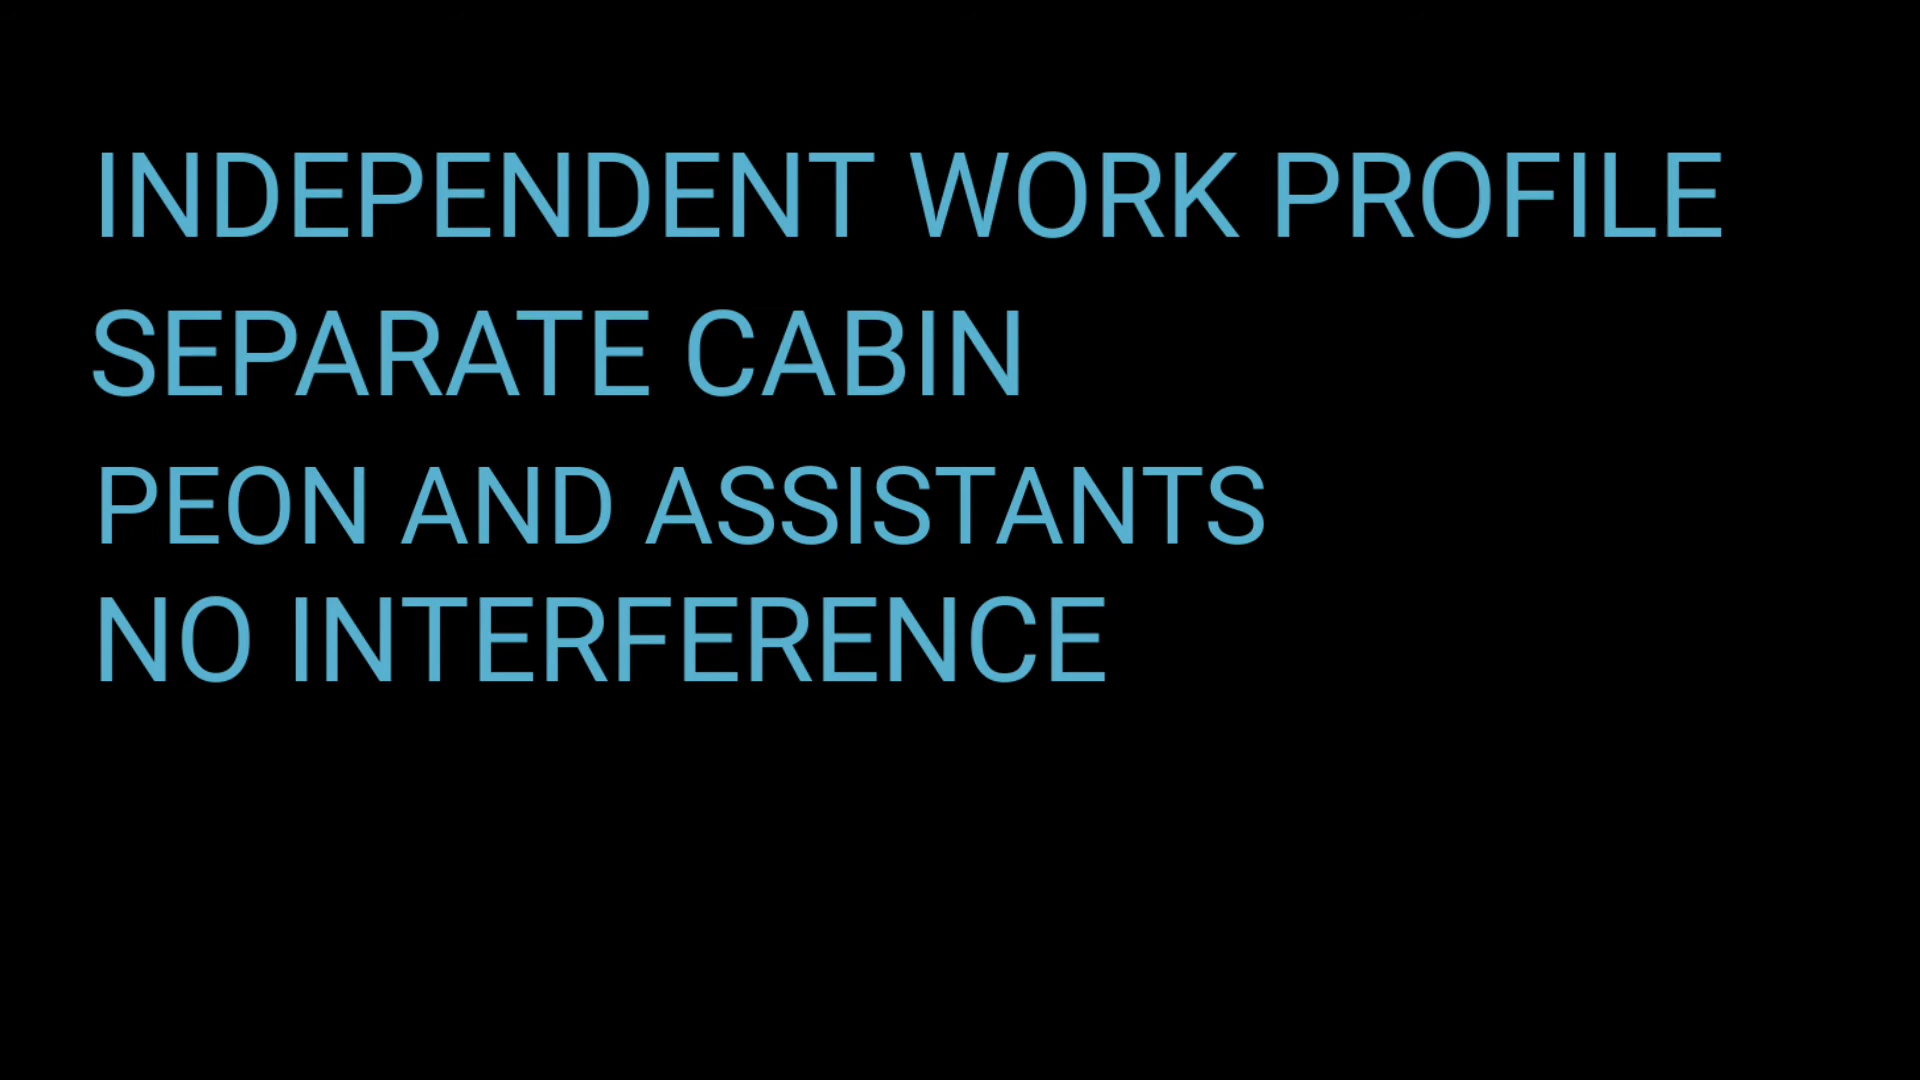 INDEPENDENT WORK PROFILE
SEPARATE CABIN
PEON AND ASSISTANTS
NO INTERFERENCE